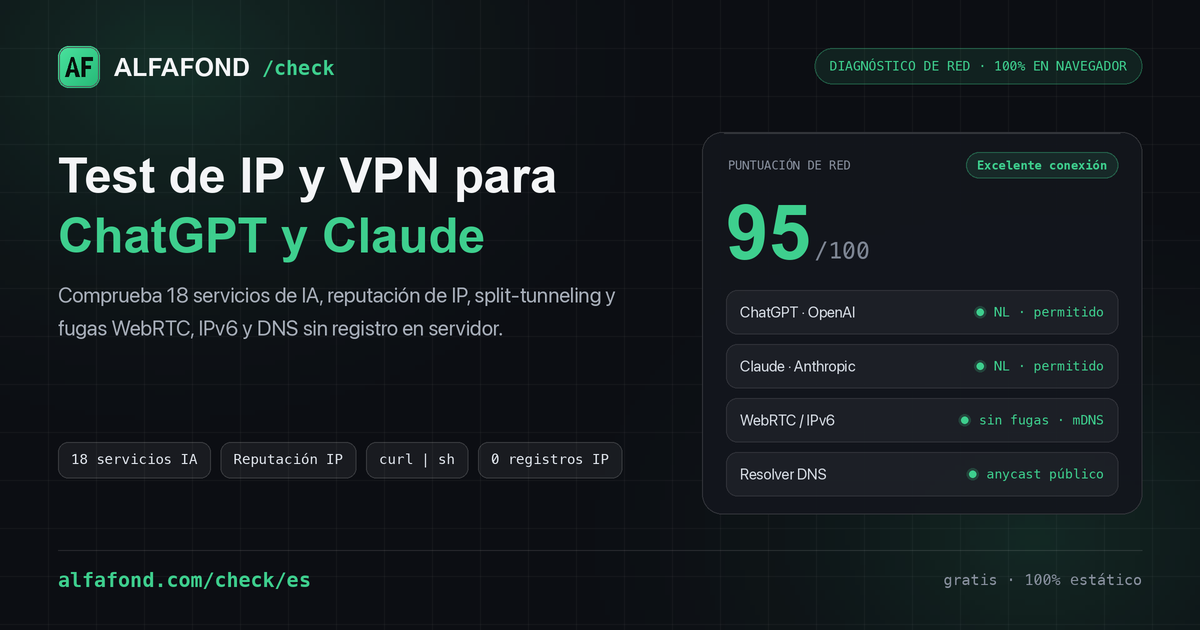 AF ALFAFOND /check
DIAGNÓSTICO DE RED · 100% EN NAVEGADOR
Test de IP y VPN para
ChatGPT y Claude
Comprueba 18 servicios de IA, reputación de IP, split-tunneling y
fugas WebRTC, IPv6 y DNS sin registro en servidor.
18 servicios IA
Reputación IP
curl | sh
0 registros IP
PUNTUACIÓN DE RED
Excelente conexión
95/100
ChatGPT · OpenAI
NL · permitido
Claude · Anthropic
NL · permitido
WebRTC / IPv6
sin fugas · mDNS
Resolver DNS
anycast público
alfafond.com/check/es
gratis · 100% estático